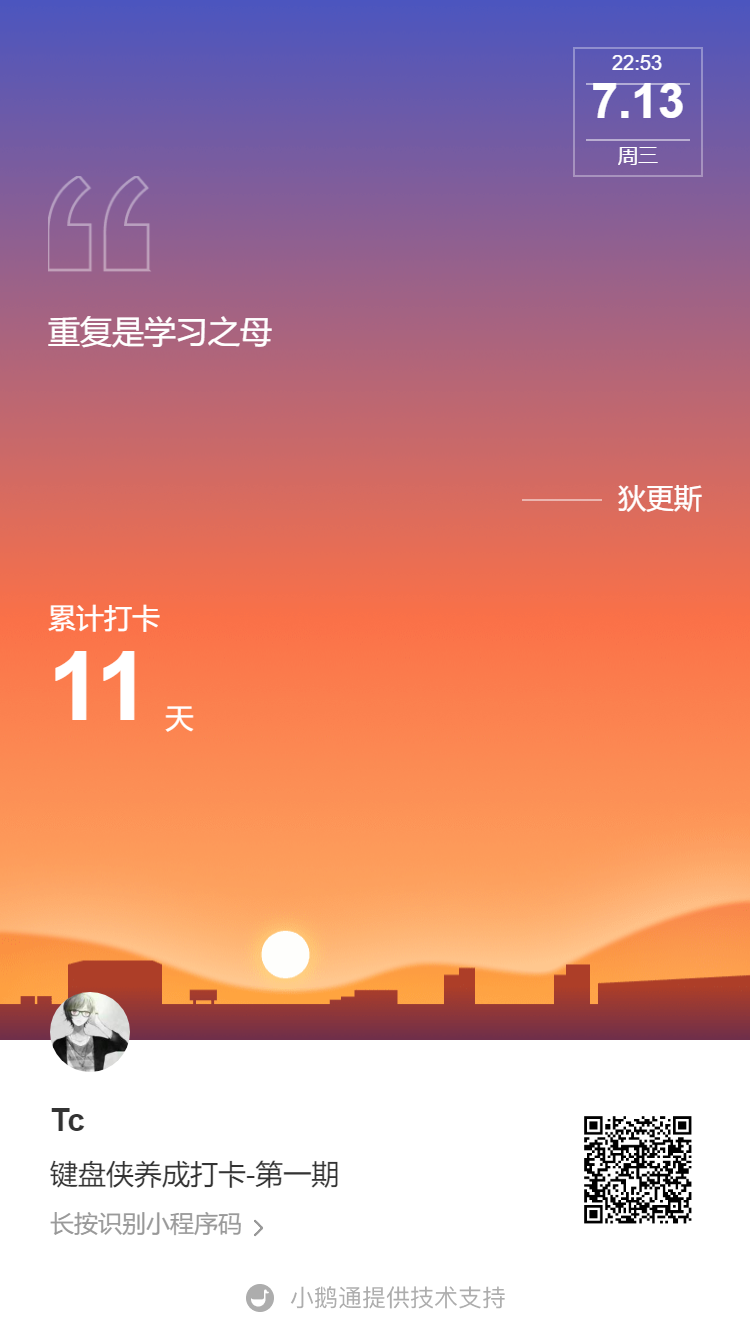 22:53
7.13
周三
重复是学习之母
狄更斯
累计打卡
11 天
Tc
键盘侠养成打卡-第一期
长按识别小程序码
小鹅通提供技术支持